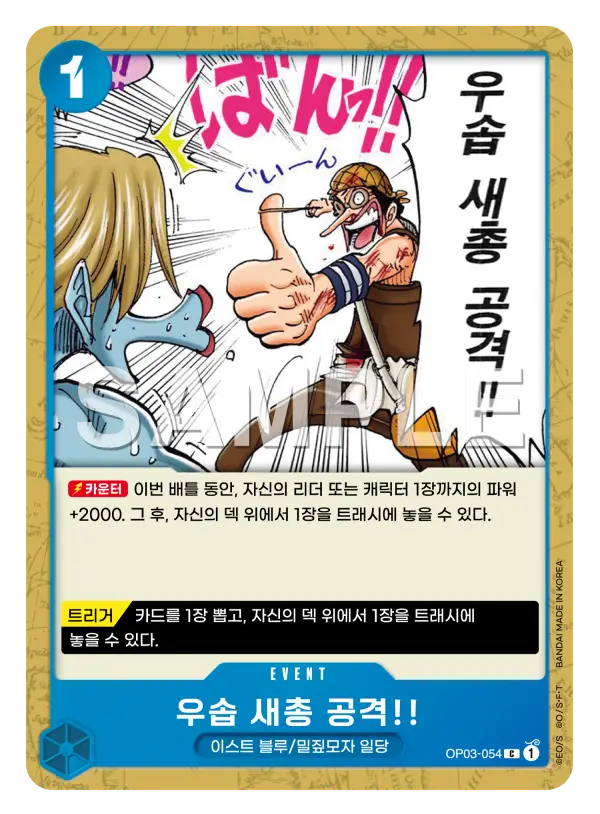 1
!!
ばんっ!!
ぐいーん
우솝 새총 공격!!
SAMPLE
카운터 이번 배틀 동안, 자신의 리더 또는 캐릭터 1장까지의 파워
+2000. 그 후, 자신의 덱 위에서 1장을 트래시에 놓을 수 있다.
트리거 카드를 1장 뽑고, 자신의 덱 위에서 1장을 트래시에
놓을 수 있다.
EVENT
우솝 새총 공격!!
이스트 블루/밀짚모자 일당
OP03-054 C 1
©E.O/S ©O/S·F·T BANDAI MADE IN KOREA